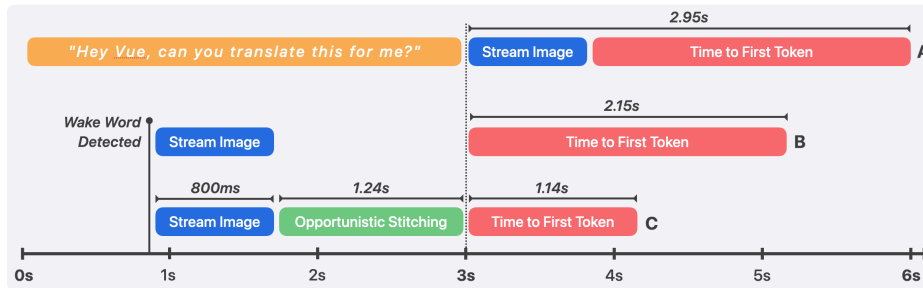 2.95s
"Hey Vue, can you translate this for me?"
Stream Image
Time to First Token
A
2.15s
Wake Word
Detected
Stream Image
Time to First Token
B
800ms
1.24s
1.14s
Stream Image
Opportunistic Stitching
Time to First Token
C
0s
1s
2s
3s
4s
5s
6s